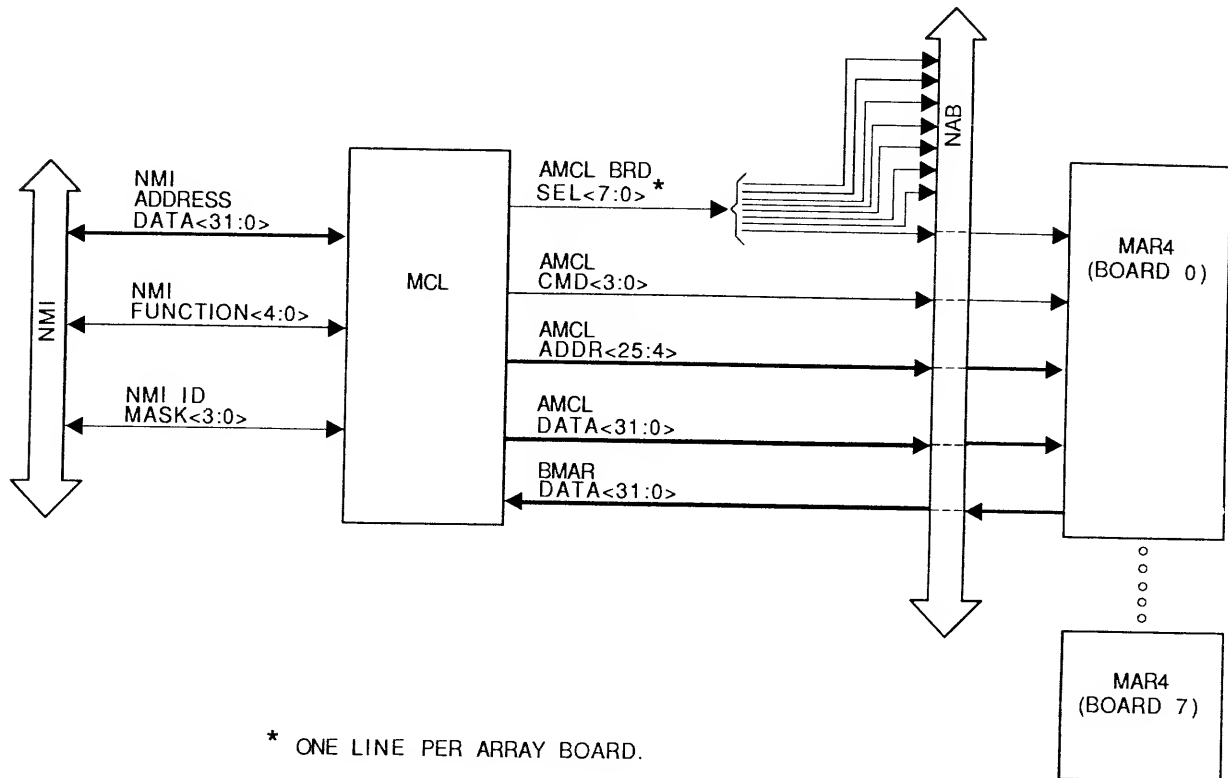 NMI
NMI
ADDRESS
DATA<31:0>
NMI
FUNCTION<4:0>
NMI ID
MASK<3:0>
MCL
AMCL BRD
SEL<7:0>*
AMCL
CMD<3:0>
AMCL
ADDR<25:4>
AMCL
DATA<31:0>
BMAR
DATA<31:0>
NAB
MAR4
(BOARD 0)
MAR4
(BOARD 7)
* ONE LINE PER ARRAY BOARD.